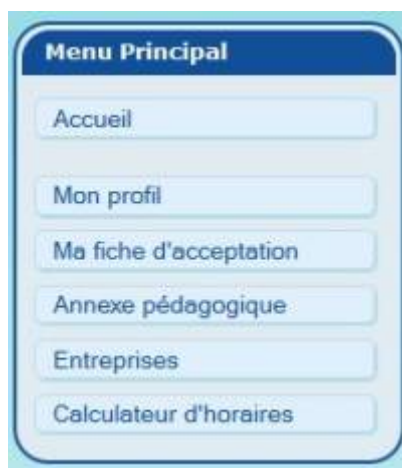 Menu Principal
Accueil
Mon profil
Ma fiche d'acceptation
Annexe pédagogique
Entreprises
Calculateur d'horaires